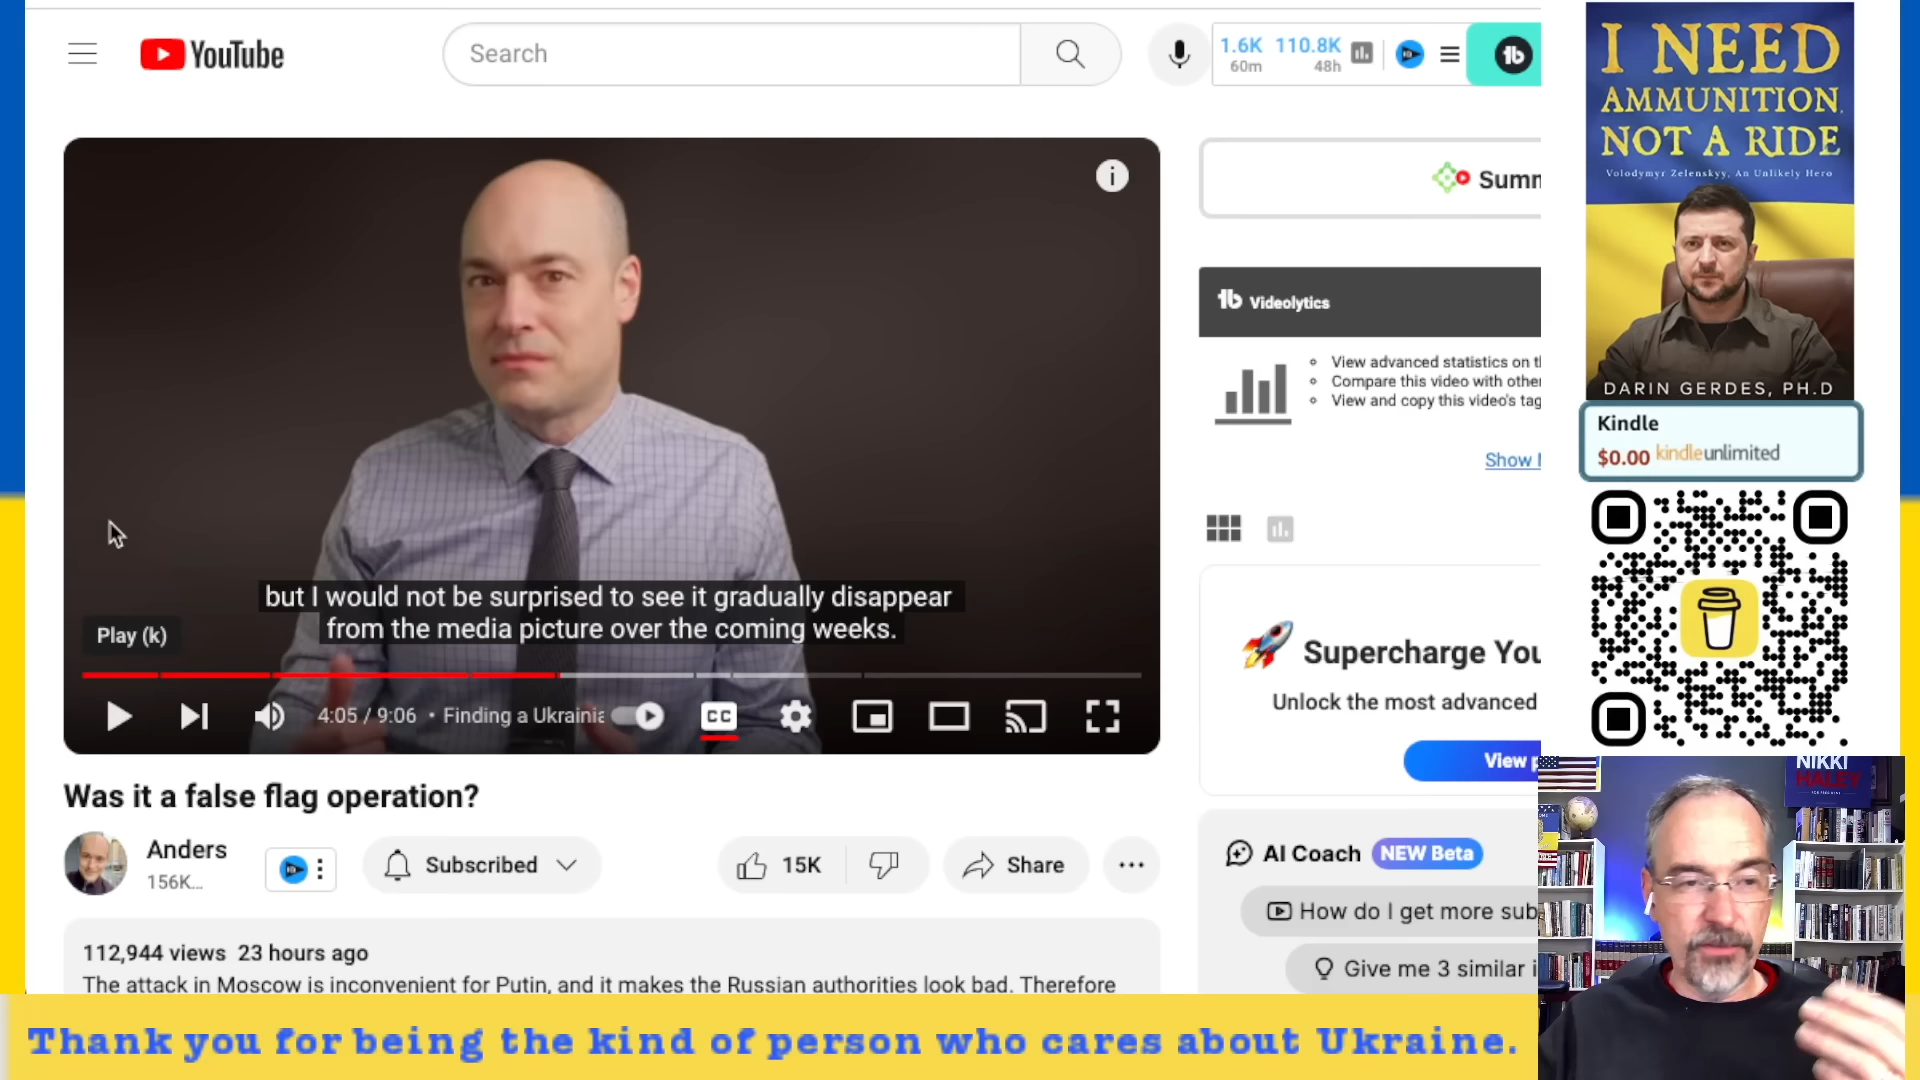 YouTube
Search
1.6K 110.8K
60m 48h
Summ
Videolytics
View advanced statistics on th
Compare this video with other
View and copy this video's tag
Show
but I would not be surprised to see it gradually disappear
from the media picture over the coming weeks.
Play (k)
4:05 / 9:06 • Finding a Ukrainia
CC
Supercharge You
Unlock the most advanced
View p
Was it a false flag operation?
Anders
156K...
Subscribed
15K
Share
AI Coach NEW Beta
How do I get more sub
Give me 3 similar i
112,944 views 23 hours ago
The attack in Moscow is inconvenient for Putin, and it makes the Russian authorities look bad. Therefore
I NEED
AMMUNITION,
NOT A RIDE
Volodymyr Zelenskyy, An Unlikely Hero
DARIN GERDES, PH.D
Kindle
$0.00 kindleunlimited
NIKKI
HALEY
Thank you for being the kind of person who cares about Ukraine.